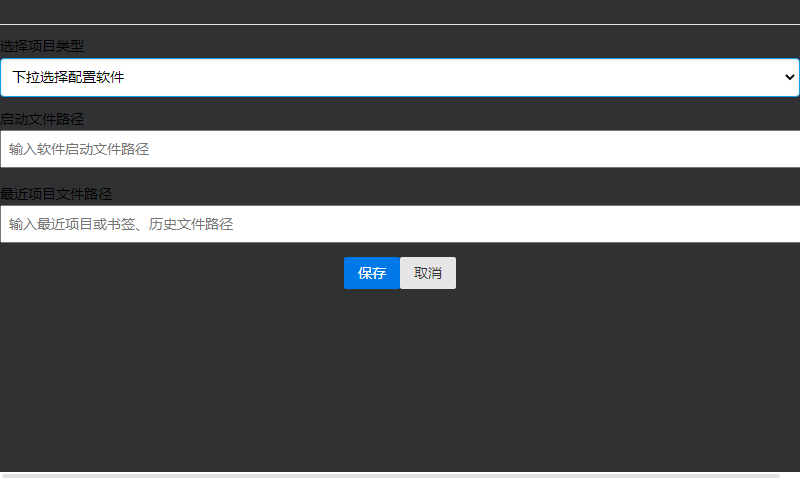 选择项目类型
下拉选择配置软件
启动文件路径
输入软件启动文件路径
最近项目文件路径
输入最近项目或书签、历史文件路径
保存
取消